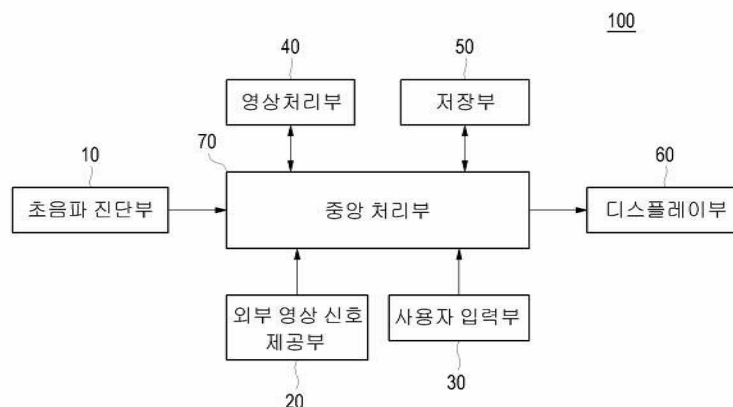 100
40
50
영상처리부
저장부
70
10
60
초음파 진단부
중앙 처리부
디스플레이부
외부 영상 신호
제공부
사용자 입력부
20
30